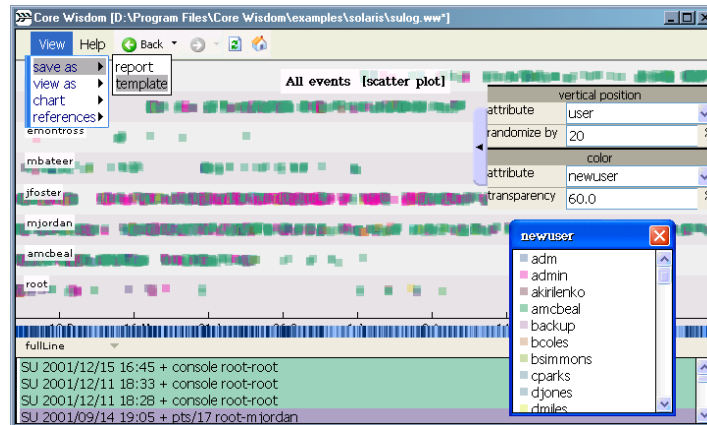 Core Wisdom [D:\Program Files\Core Wisdom\examples\solaris\sulog.ww*]
View Help Back
save as
view as
chart
references
report
template
All events [scatter plot]
vertical position
attribute user
randomize by 20
color
attribute newuser
transparency 60.0
emontross
mbateer
jfoster
mjordan
amcbeal
root
newuser
adm
admin
akirilenko
amcbeal
backup
bcoles
bsimmons
cparks
djones
dmiles
fullLine
SU 2001/12/15 16:45 + console root-root
SU 2001/12/11 18:33 + console root-root
SU 2001/12/11 18:28 + console root-root
SU 2001/09/14 19:05 + pts/17 root-mjordan